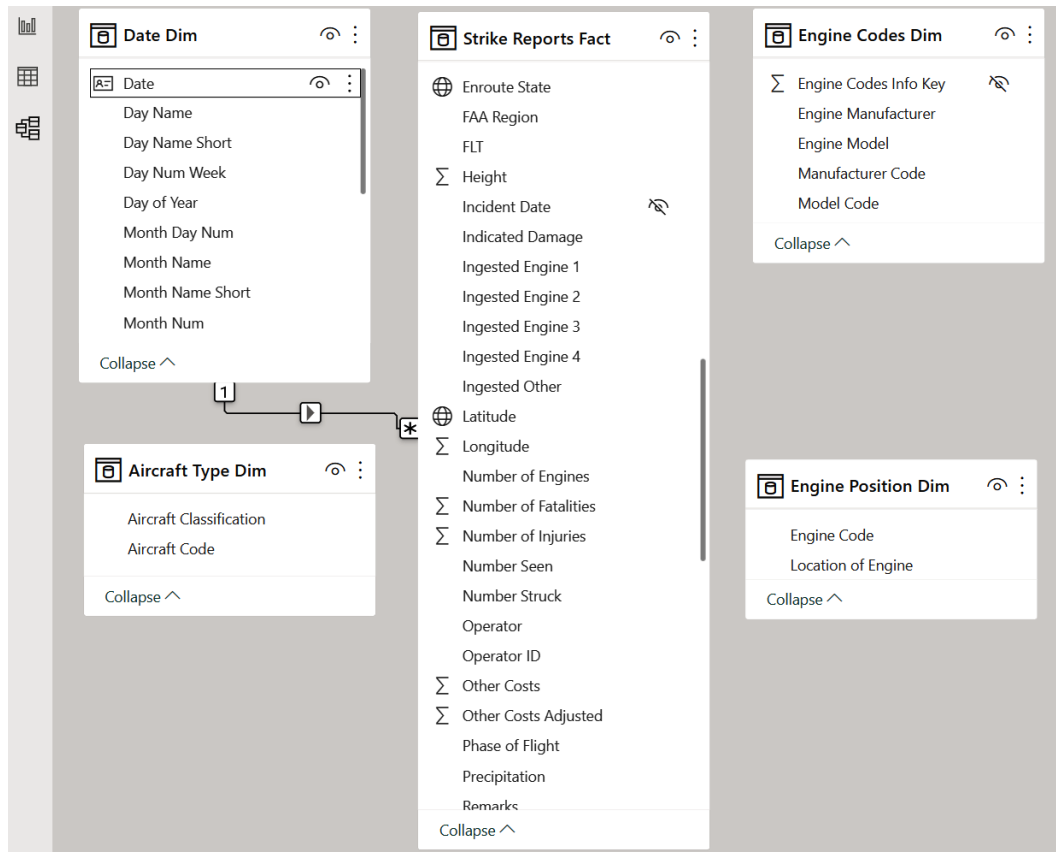 Date Dim
Date
Day Name
Day Name Short
Day Num Week
Day of Year
Month Day Num
Month Name
Month Name Short
Month Num
Collapse
1
*
Aircraft Type Dim
Aircraft Classification
Aircraft Code
Collapse
Strike Reports Fact
Enroute State
FAA Region
FLT
Height
Incident Date
Indicated Damage
Ingested Engine 1
Ingested Engine 2
Ingested Engine 3
Ingested Engine 4
Ingested Other
Latitude
Longitude
Number of Engines
Number of Fatalities
Number of Injuries
Number Seen
Number Struck
Operator
Operator ID
Other Costs
Other Costs Adjusted
Phase of Flight
Precipitation
Remarks
Collapse
Engine Codes Dim
Engine Codes Info Key
Engine Manufacturer
Engine Model
Manufacturer Code
Model Code
Collapse
Engine Position Dim
Engine Code
Location of Engine
Collapse